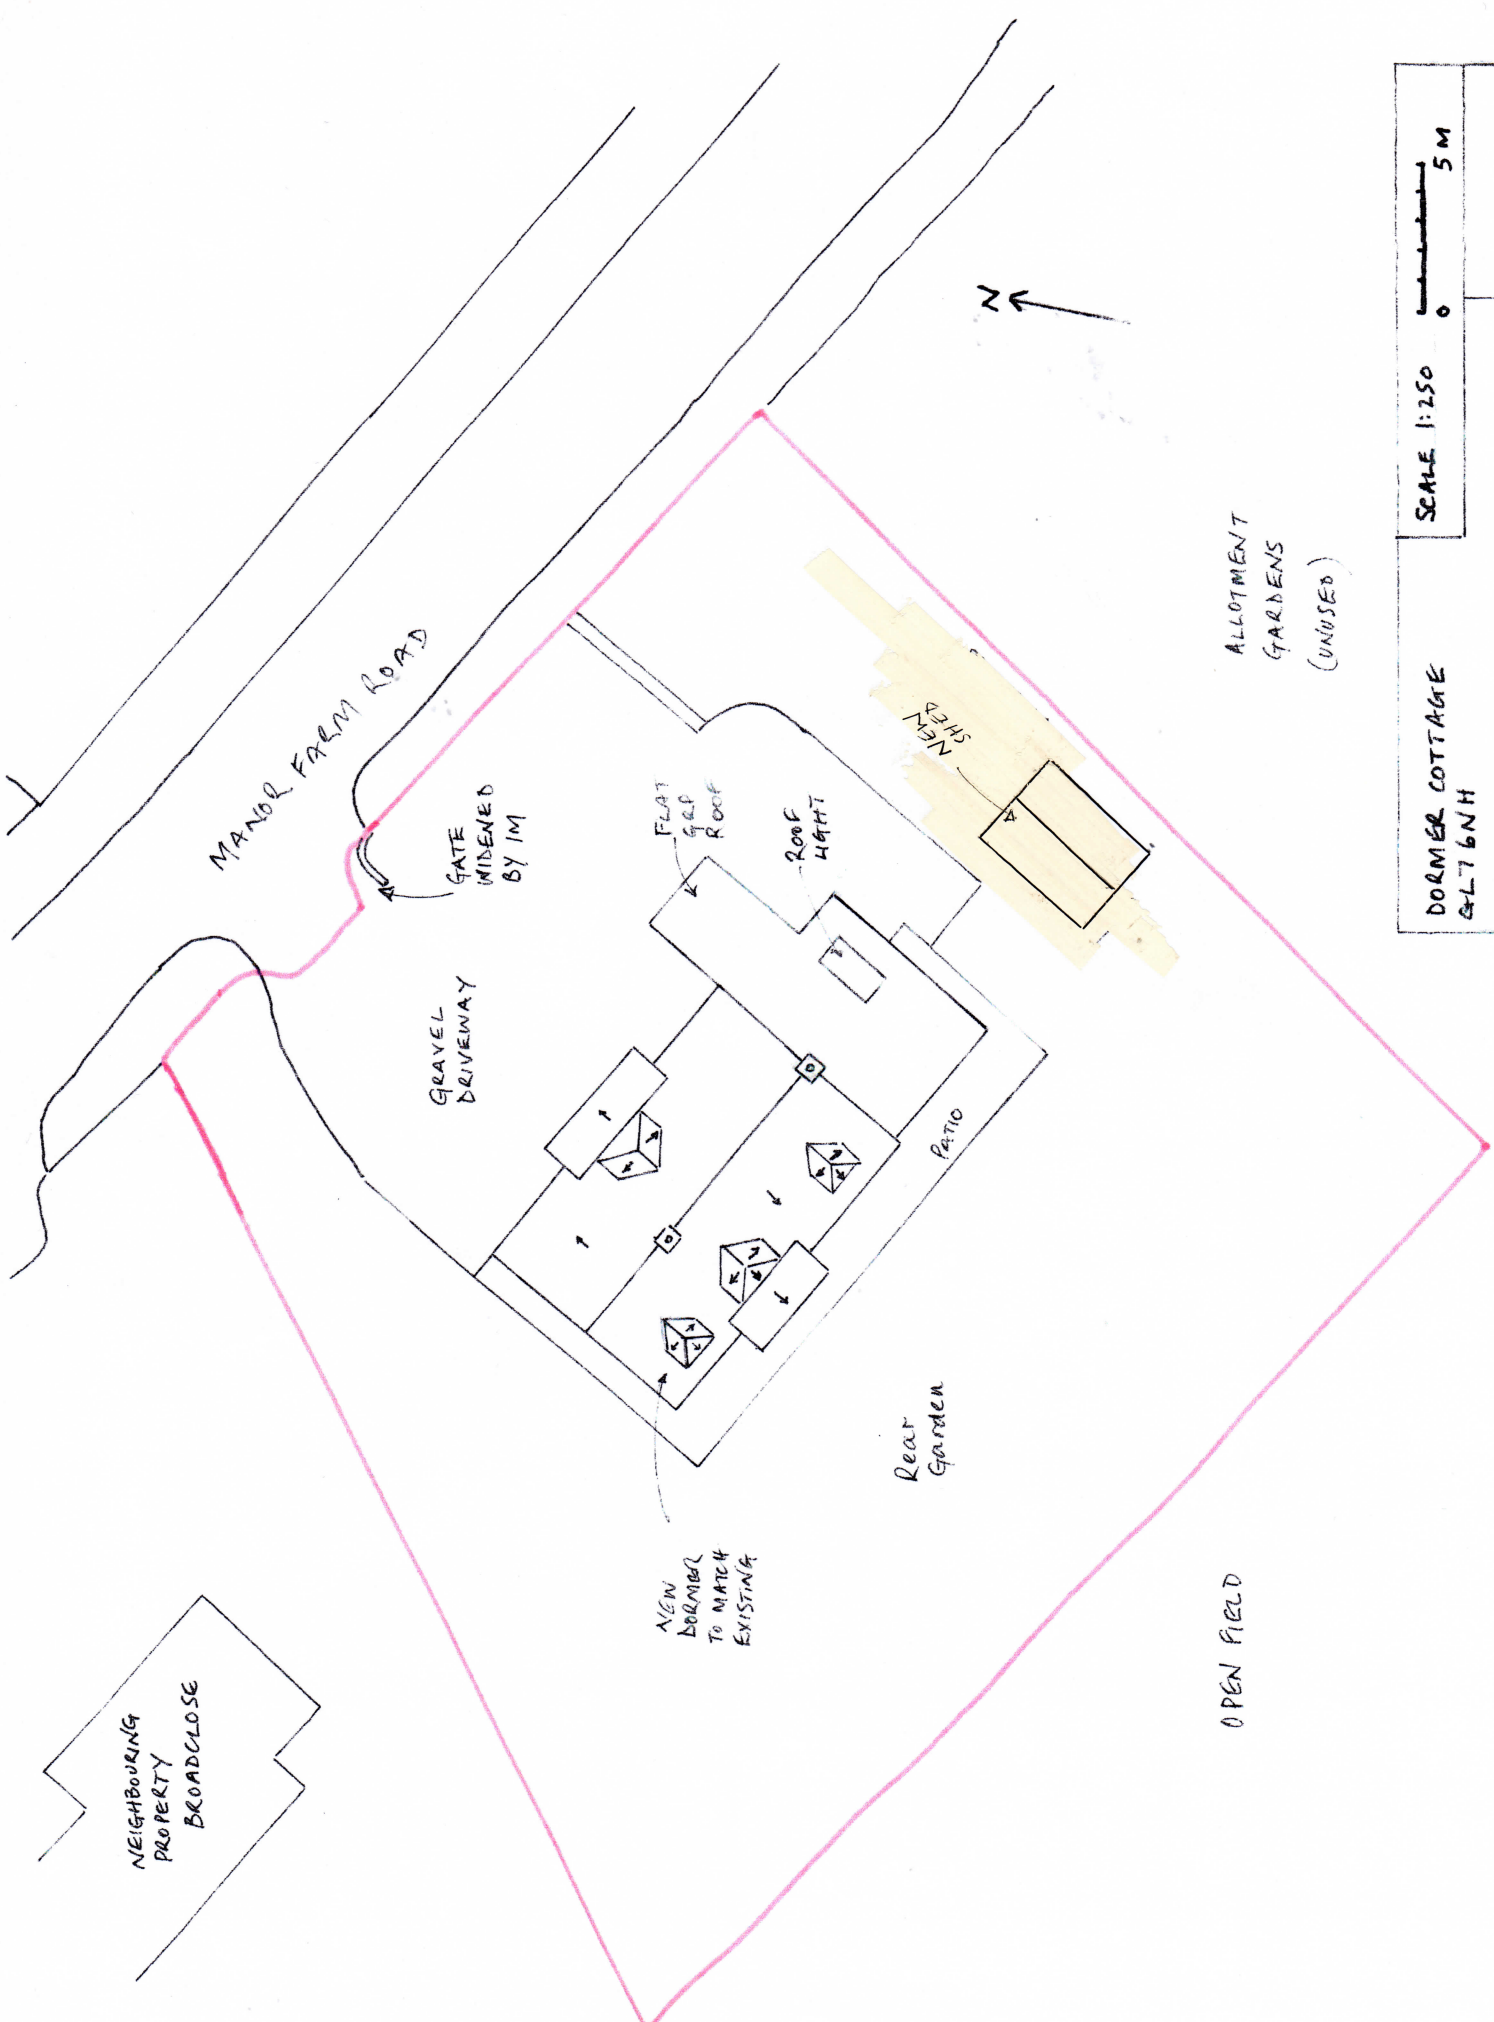 MANOR FARM ROAD
GATE
WIDENED
BY 1M
GRAVEL
DRIVEWAY
FLAT
GRP
ROOF
ROOF
LIGHT
NEW
SHED
N
ALLOTMENT
GARDENS
(UNUSED)
PATIO
Rear
Garden
NEW
DORMER
TO MATCH
EXISTING
NEIGHBOURING
PROPERTY
BROADCLOSE
OPEN FIELD
DORMER COTTAGE
GL7 6NH
SCALE 1:250
0 5M